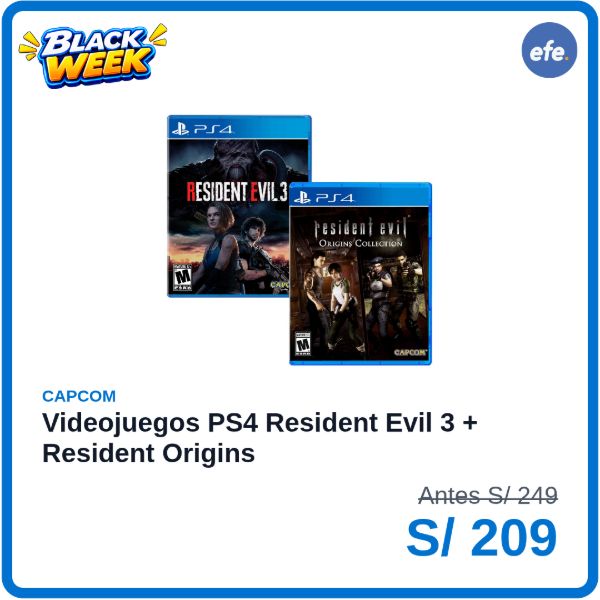 BLACK
WEEK
efe.
PS4
RESIDENT EVIL 3
M
CAPCOM
PS4
resident evil
ORIGINS COLLECTION
M
CAPCOM
CAPCOM
Videojuegos PS4 Resident Evil 3 +
Resident Origins
Antes S/ 249
S/ 209